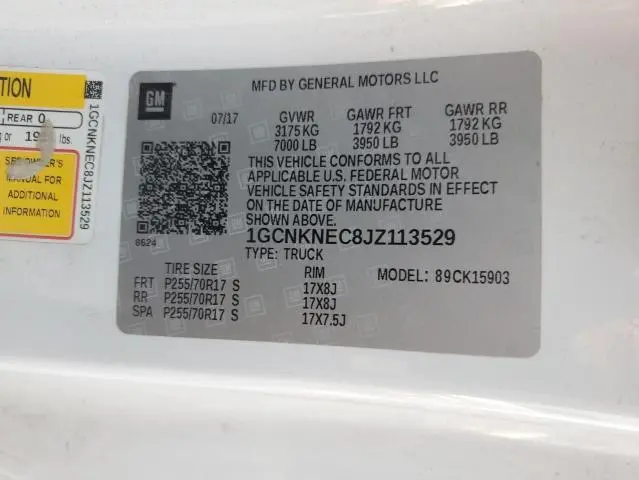 TION
REAR 0
or 19 lbs.
SEE OWNER'S
MANUAL FOR
ADDITIONAL
INFORMATION
1GCNKNEC8JZ113529
GM
MFD BY GENERAL MOTORS LLC
07/17 GVWR GAWR FRT GAWR RR
3175 KG 1792 KG 1792 KG
7000 LB 3950 LB 3950 LB
THIS VEHICLE CONFORMS TO ALL
APPLICABLE U.S. FEDERAL MOTOR
VEHICLE SAFETY STANDARDS IN EFFECT
ON THE DATE OF MANUFACTURE
SHOWN ABOVE.
8624
1GCNKNEC8JZ113529
TYPE: TRUCK
TIRE SIZE RIM MODEL: 89CK15903
FRT P255/70R17 S 17X8J
RR P255/70R17 S 17X8J
SPA P255/70R17 S 17X7.5J